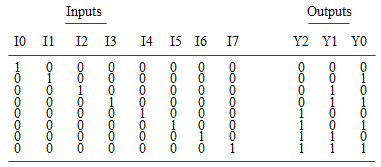 Inputs Outputs
I0 I1 I2 I3 I4 I5 I6 I7 Y2 Y1 Y0
1 0 0 0 0 0 0 0 0 0 0
0 1 0 0 0 0 0 0 0 0 1
0 0 1 0 0 0 0 0 0 1 0
0 0 0 1 0 0 0 0 0 1 1
0 0 0 0 1 0 0 0 1 0 0
0 0 0 0 0 1 0 0 1 0 1
0 0 0 0 0 0 1 0 1 1 0
0 0 0 0 0 0 0 1 1 1 1